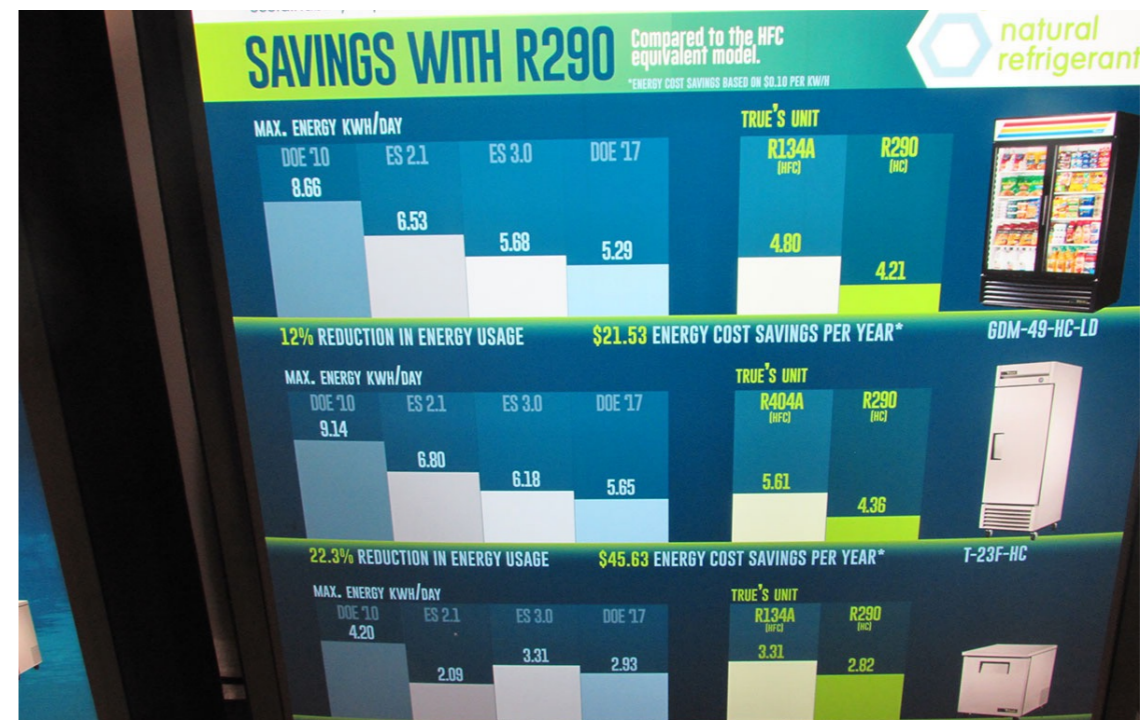 SAVINGS WITH R290
Compared to the HFC
equivalent model.
*ENERGY COST SAVINGS BASED ON $0.10 PER KW/H
natural
refrigerant
MAX. ENERGY KWH/DAY
DOE '10 ES 2.1 ES 3.0 DOE '17
8.66 6.53 5.68 5.29
TRUE'S UNIT
R134A R290
(HFC) (HC)
4.80 4.21
12% REDUCTION IN ENERGY USAGE
$21.53 ENERGY COST SAVINGS PER YEAR*
GDM-49-HC-LD
MAX. ENERGY KWH/DAY
DOE '10 ES 2.1 ES 3.0 DOE '17
9.14 6.80 6.18 5.65
TRUE'S UNIT
R404A R290
(HFC) (HC)
5.61 4.36
22.3% REDUCTION IN ENERGY USAGE
$45.63 ENERGY COST SAVINGS PER YEAR*
T-23F-HC
MAX. ENERGY KWH/DAY
DOE '10 ES 2.1 ES 3.0 DOE '17
4.20 2.09 3.31 2.93
TRUE'S UNIT
R134A R290
(HFC) (HC)
3.31 2.82